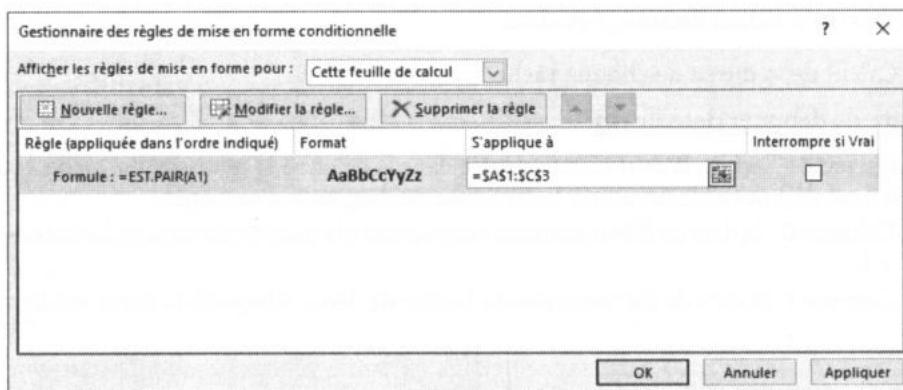 Gestionnaire des règles de mise en forme conditionnelle ? ×
Afficher les règles de mise en forme pour : Cette feuille de calcul
Nouvelle règle... Modifier la règle... Supprimer la règle
Règle (appliquée dans l'ordre indiqué) Format S'applique à Interrompre si Vrai
Formule : =EST.PAIR(A1) AaBbCcYyZz =$A$1:$C$3
OK Annuler Appliquer